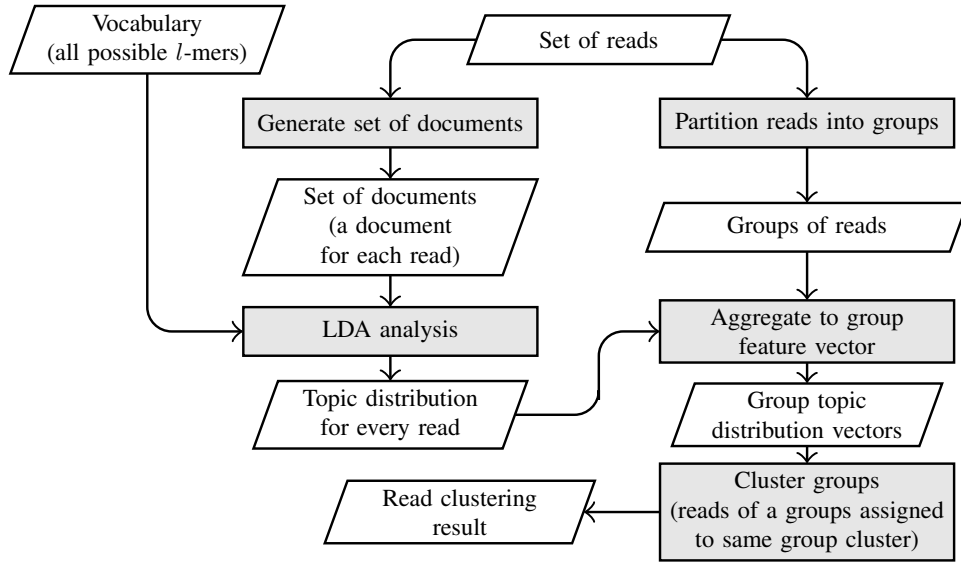 Vocabulary
(all possible l-mers)
Set of reads
Generate set of documents
Partition reads into groups
Set of documents
(a document
for each read)
Groups of reads
LDA analysis
Aggregate to group
feature vector
Topic distribution
for every read
Group topic
distribution vectors
Cluster groups
(reads of a groups assigned
to same group cluster)
Read clustering
result